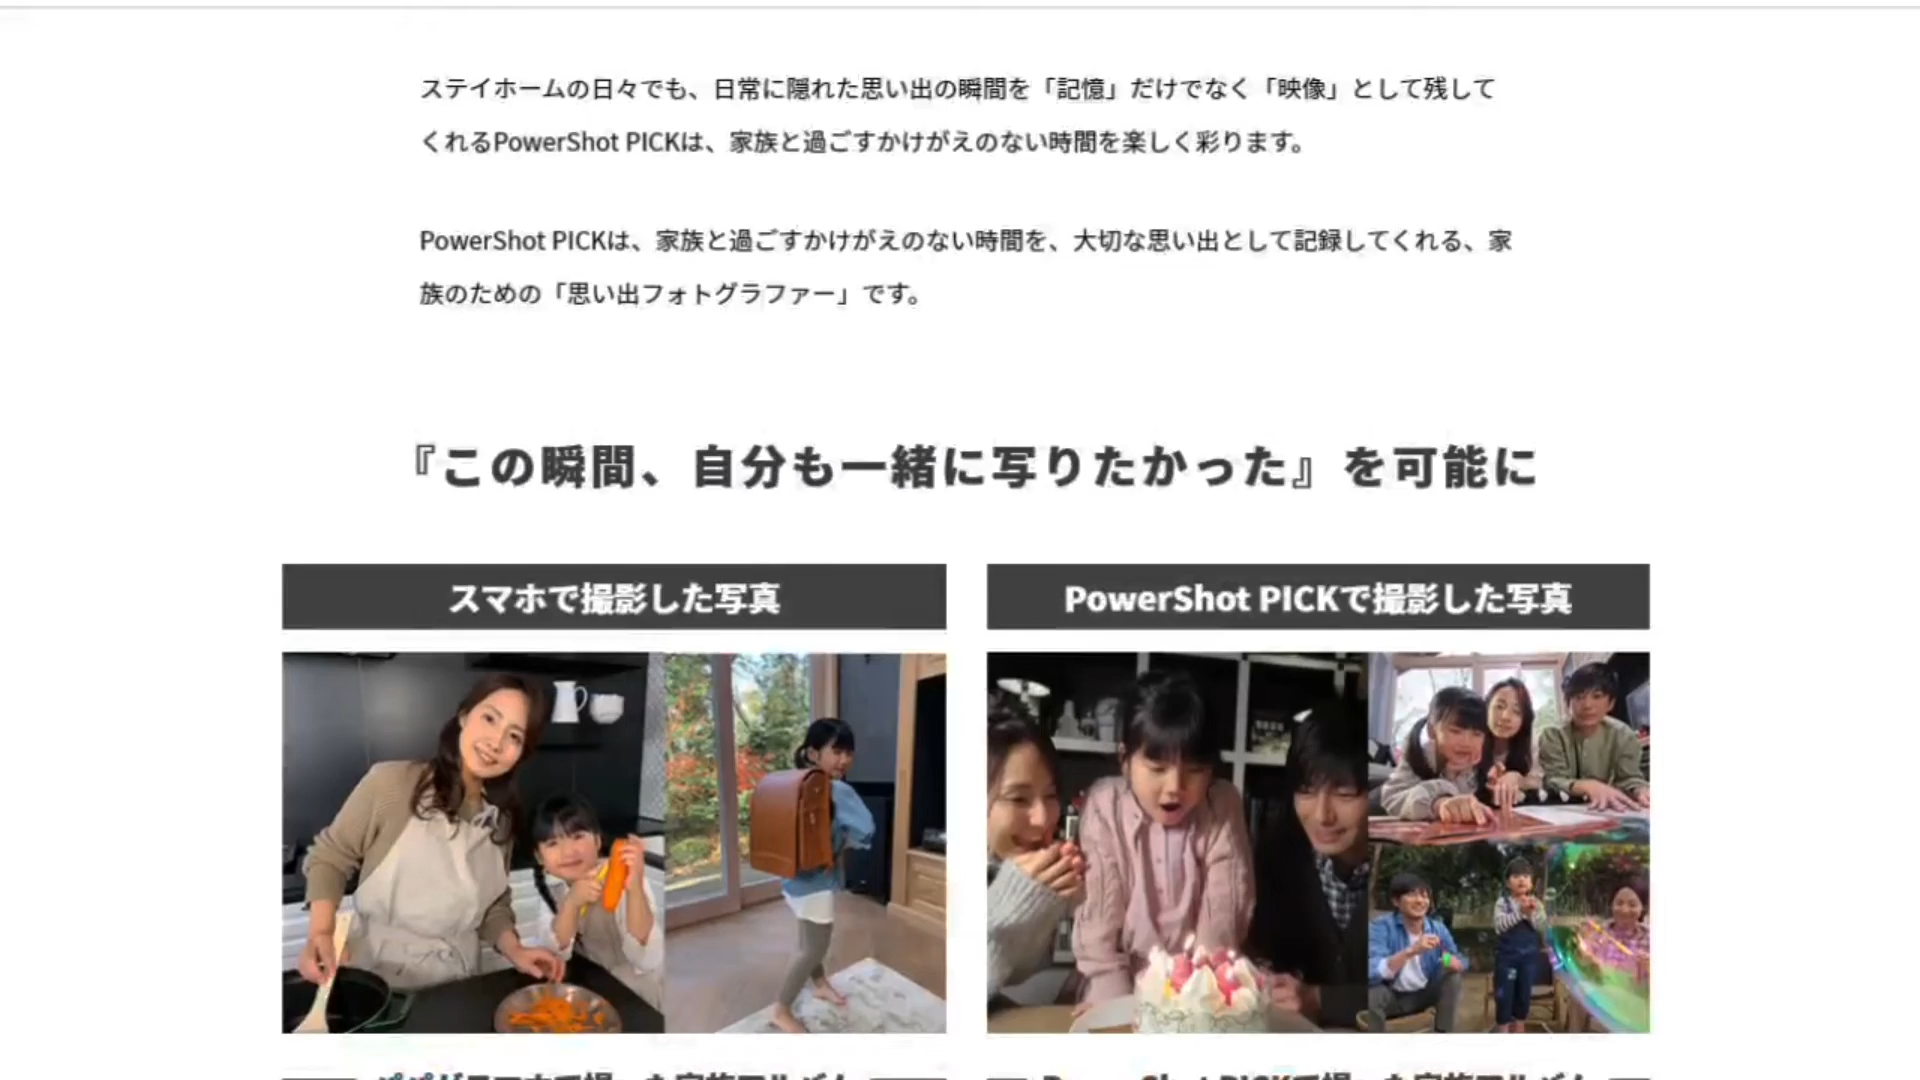 ステイホームの日々でも、日常に隠れた思い出の瞬間を「記憶」だけでなく「映像」として残して
くれるPowerShot PICKは、家族と過ごすかけがえのない時間を楽しく彩ります。
PowerShot PICKは、家族と過ごすかけがえのない時間を、大切な思い出として記録してくれる、家
族のための「思い出フォトグラファー」です。
『この瞬間、自分も一緒に写りたかった』を可能に
スマホで撮影した写真
PowerShot PICKで撮影した写真